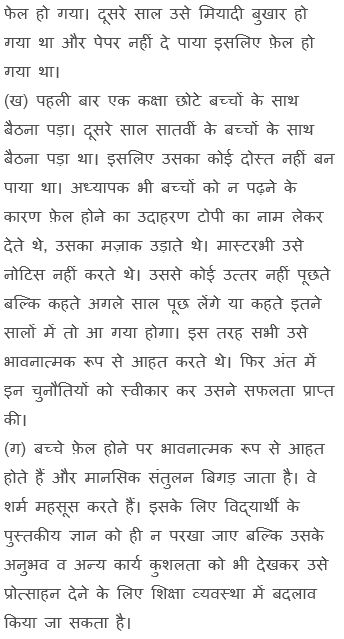 फेल हो गया। दूसरे साल उसे मियादी बुखार हो
गया था और पेपर नहीं दे पाया इसलिए फ़ेल हो
गया था।
(ख) पहली बार एक कक्षा छोटे बच्चों के साथ
बैठना पड़ा। दूसरे साल सातवीं के बच्चों के साथ
बैठना पड़ा था। इसलिए उसका कोई दोस्त नहीं बन
पाया था। अध्यापक भी बच्चों को न पढ़ने के
कारण फ़ेल होने का उदाहरण टोपी का नाम लेकर
देते थे, उसका मज़ाक उड़ाते थे। मास्टरभी उसे
नोटिस नहीं करते थे। उससे कोई उत्तर नहीं पूछते
बल्कि कहते अगले साल पूछ लेंगे या कहते इतने
सालों में तो आ गया होगा। इस तरह सभी उसे
भावनात्मक रूप से आहत करते थे। फिर अंत में
इन चुनौतियों को स्वीकार कर उसने सफलता प्राप्त
की।
(ग) बच्चे फ़ेल होने पर भावनात्मक रूप से आहत
होते हैं और मानसिक संतुलन बिगड़ जाता है। वे
शर्म महसूस करते हैं। इसके लिए विद्यार्थी के
पुस्तकीय ज्ञान को ही न परखा जाए बल्कि उसके
अनुभव व अन्य कार्य कुशलता को भी देखकर उसे
प्रोत्साहन देने के लिए शिक्षा व्यवस्था में बदलाव
किया जा सकता है।